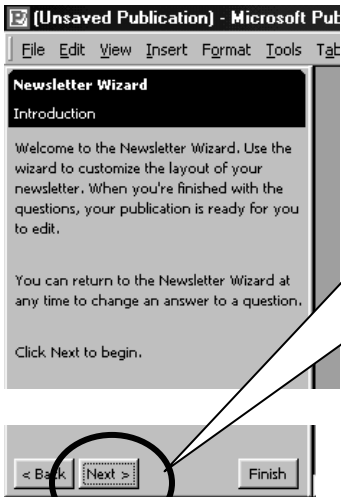 (Unsaved Publication) - Microsoft Pub
File Edit View Insert Format Tools Tab
Newsletter Wizard
Introduction
Welcome to the Newsletter Wizard. Use the
wizard to customize the layout of your
newsletter. When you're finished with the
questions, your publication is ready for you
to edit.
You can return to the Newsletter Wizard at
any time to change an answer to a question.
Click Next to begin.
< Back Next > Finish